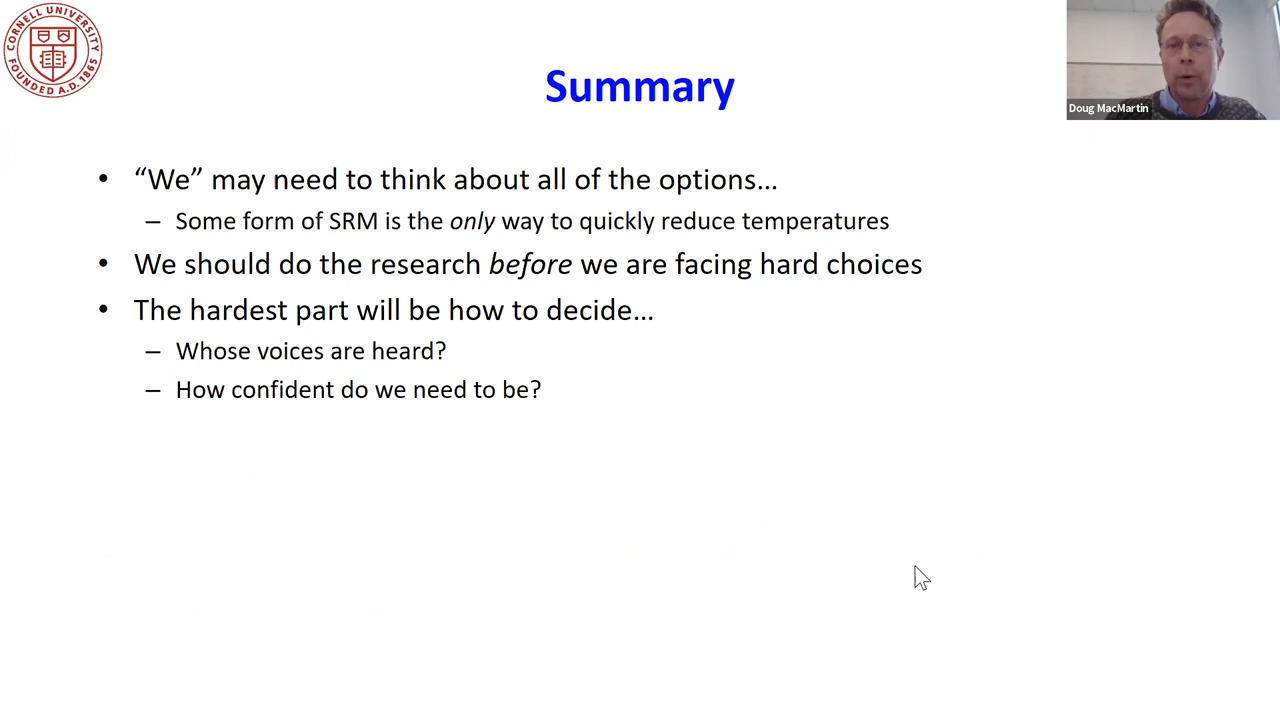 CORNELL UNIVERSITY
FOUNDED A.D. 1865
Summary
Doug MacMartin
• “We” may need to think about all of the options…
– Some form of SRM is the only way to quickly reduce temperatures
• We should do the research before we are facing hard choices
• The hardest part will be how to decide…
– Whose voices are heard?
– How confident do we need to be?